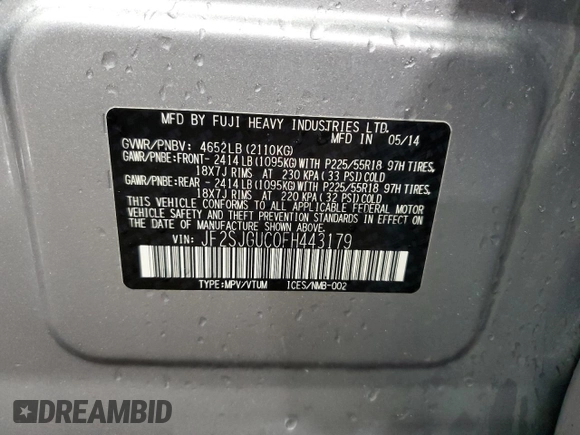 MFD BY FUJI HEAVY INDUSTRIES LTD.
MFD IN 05/14
GVWR/PNBV: 4652LB(2110KG)
GAWR/PNBE:FRONT- 2414LB(1095KG)WITH P225/55R18 97H TIRES,
18X7J RIMS AT 230 KPA(33 PSI)COLD
GAWR/PNBE:REAR - 2414LB(1095KG)WITH P225/55R18 97H TIRES,
18X7J RIMS AT 220 KPA(32 PSI)COLD
THIS VEHICLE CONFORMS TO ALL APPLICABLE FEDERAL MOTOR
VEHICLE SAFETY AND THEFT PREVENTION STANDARDS IN EFFECT ON
THE DATE OF MANUFACTURE SHOWN ABOVE.
VIN: JF2SJGUC0FH443179
TYPE:MPV/VTUM ICES/NMB-002
DREAMBID